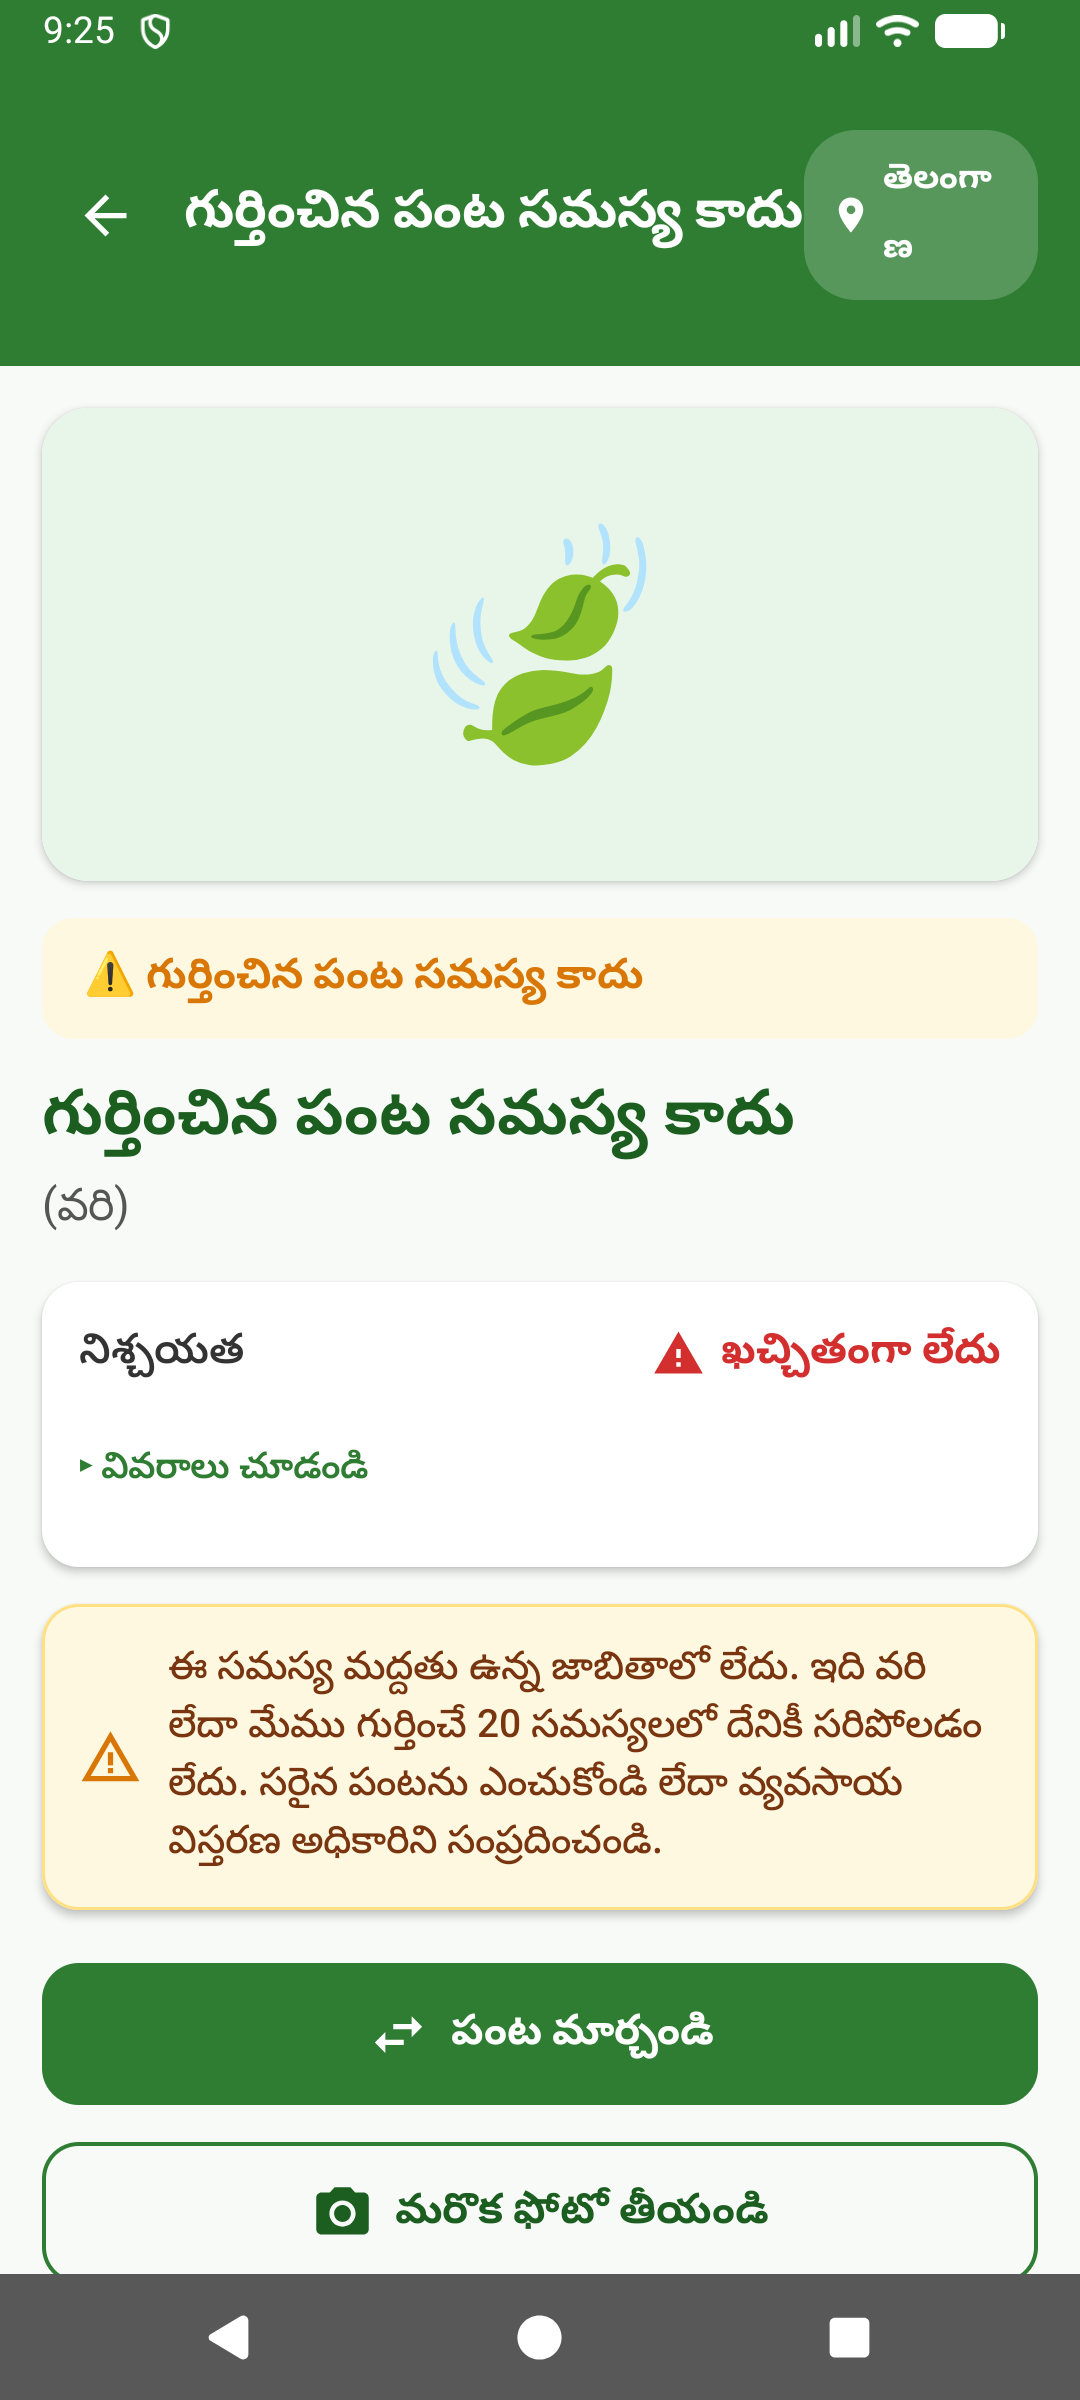 9:25
గుర్తించిన పంట సమస్య కాదు
తెలంగా
ణ
⚠️ గుర్తించిన పంట సమస్య కాదు
గుర్తించిన పంట సమస్య కాదు
(వరి)
నిశ్చయత
ఖచ్చితంగా లేదు
▸ వివరాలు చూడండి
ఈ సమస్య మద్దతు ఉన్న జాబితాలో లేదు. ఇది వరి
లేదా మేము గుర్తించే 20 సమస్యలలో దేనికీ సరిపోలడం
లేదు. సరైన పంటను ఎంచుకోండి లేదా వ్యవసాయ
విస్తరణ అధికారిని సంప్రదించండి.
పంట మార్చండి
మరొక ఫోటో తీయండి